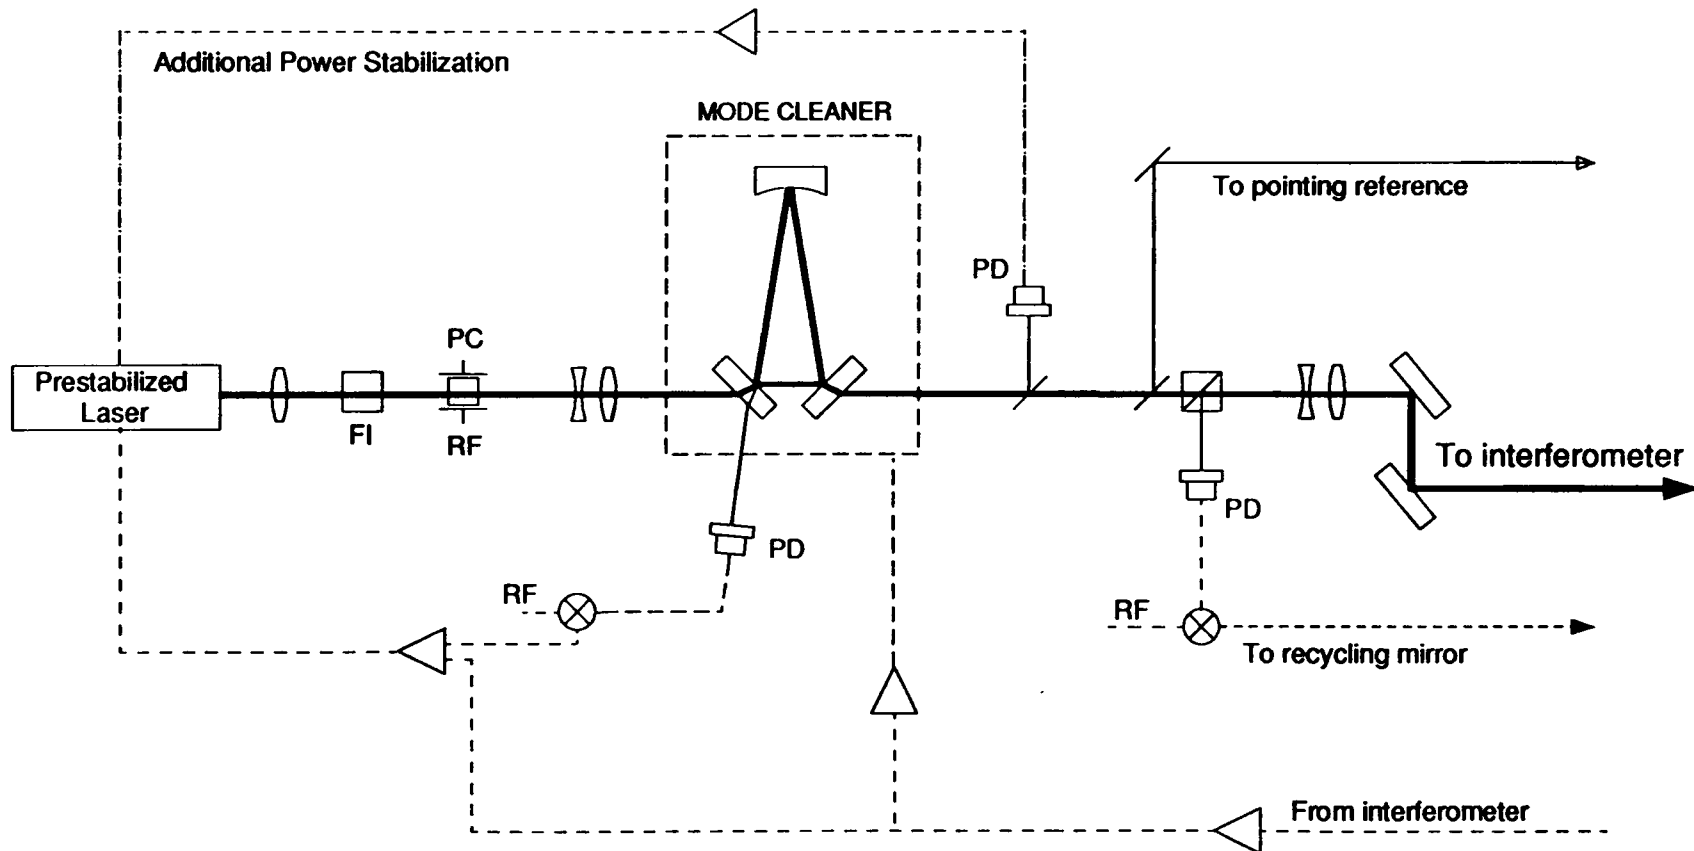 Additional Power Stabilization
MODE CLEANER
To pointing reference
PD
PC
Prestabilized
Laser
FI
RF
To interferometer
PD
PD
RF
RF
To recycling mirror
From interferometer